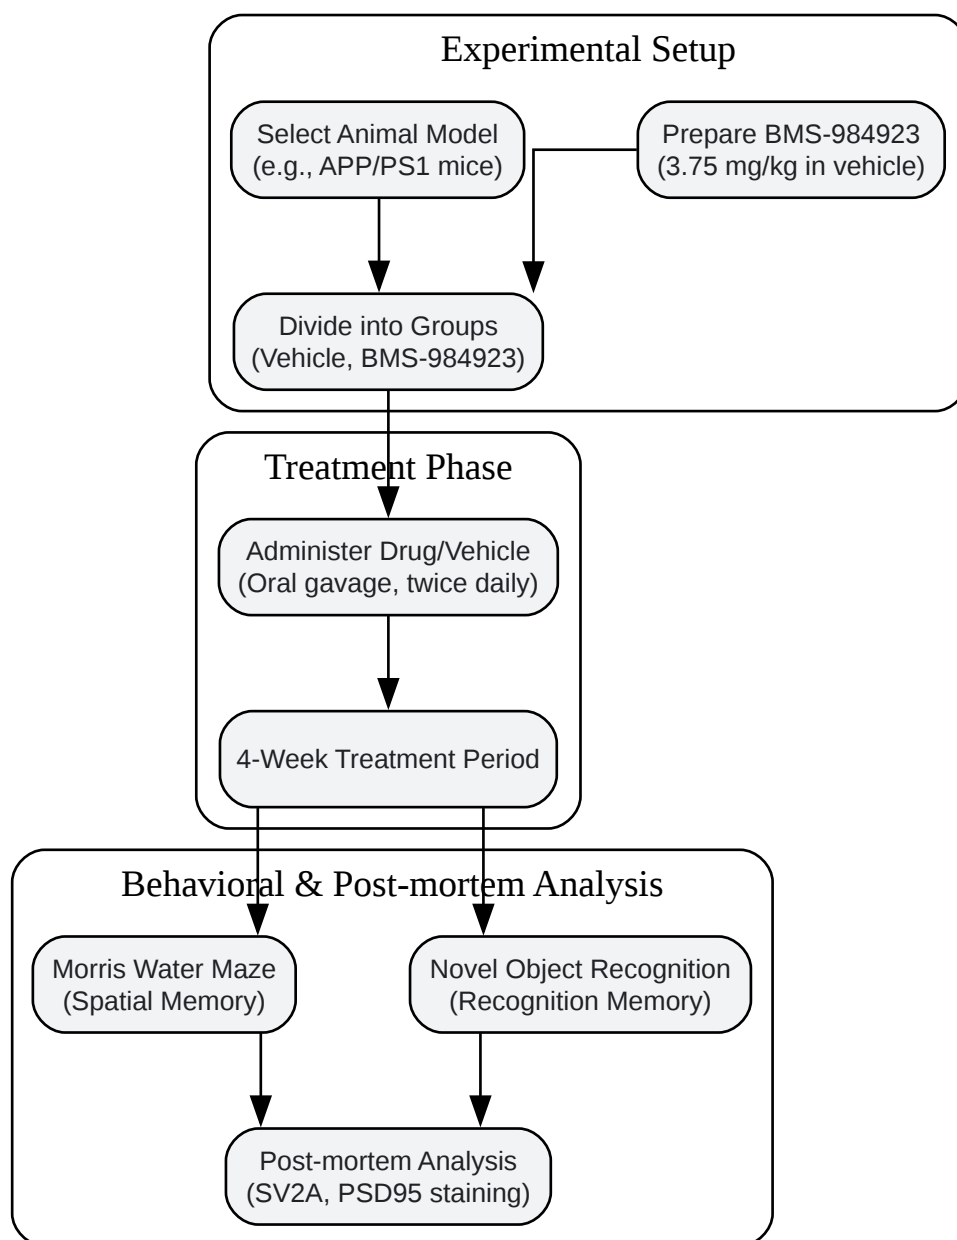 Experimental Setup
Select Animal Model
(e.g., APP/PS1 mice)
Prepare BMS-984923
(3.75 mg/kg in vehicle)
Divide into Groups
(Vehicle, BMS-984923)
Treatment Phase
Administer Drug/Vehicle
(Oral gavage, twice daily)
4-Week Treatment Period
Behavioral & Post-mortem Analysis
Morris Water Maze
(Spatial Memory)
Novel Object Recognition
(Recognition Memory)
Post-mortem Analysis
(SV2A, PSD95 staining)